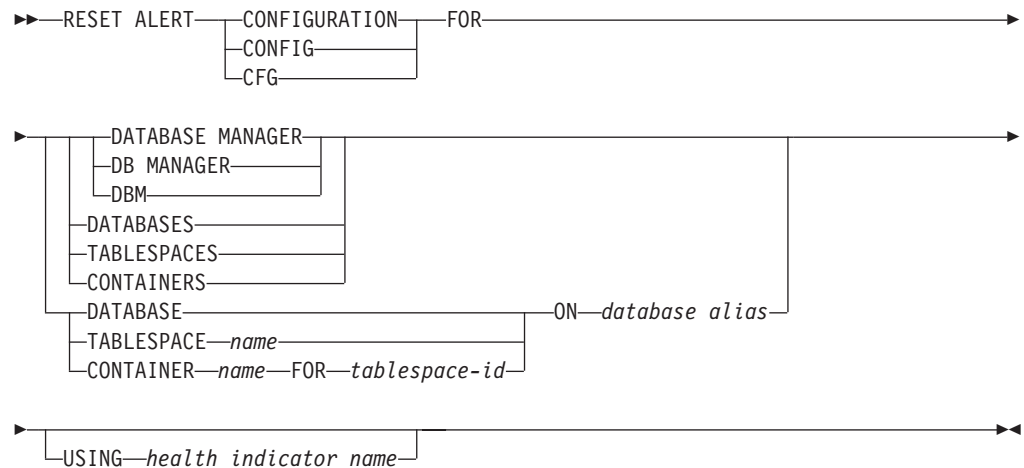 RESET ALERT CONFIGURATION FOR
CONFIG
CFG
DATABASE MANAGER
DB MANAGER
DBM
DATABASES
TABLESPACES
CONTAINERS
DATABASE ON database alias
TABLESPACE name
CONTAINER name FOR tablespace-id
USING health indicator name